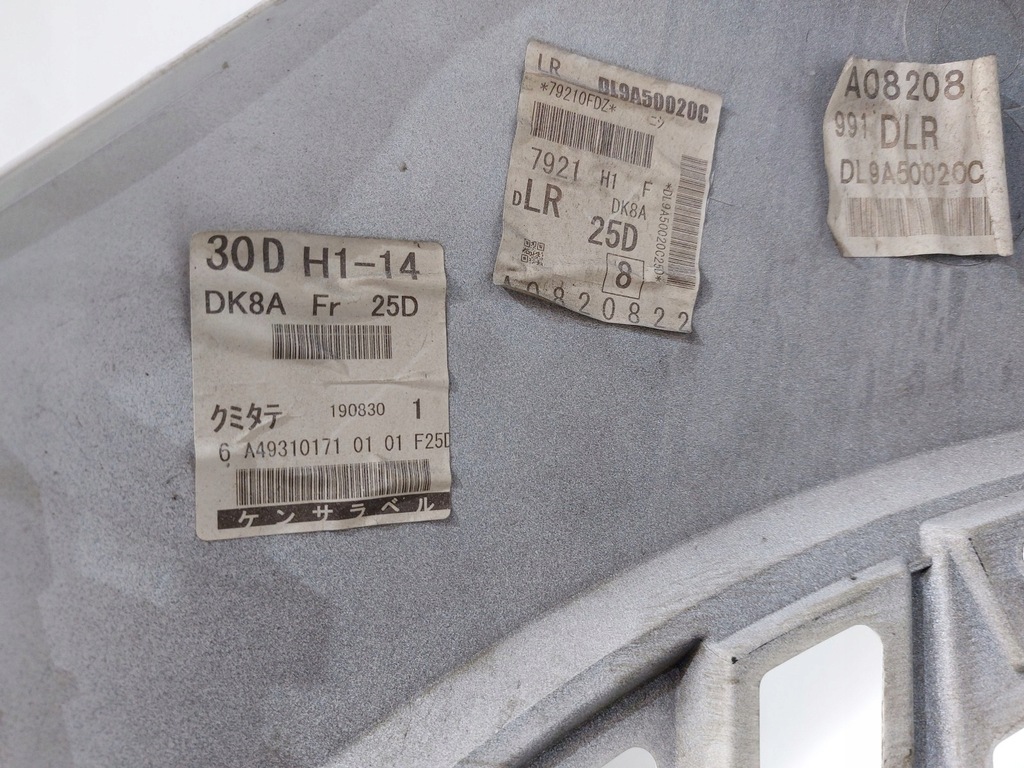 30D H1-14
DK8A Fr 25D
クミタテ 190830 1
6 A49310171 01 01 F25D
ケンサラベル
LR DL9A50020C
*79210FDZ*
7921 H1 F
DLR DK8A
25D
8
A0820822
A08208
991 DLR
DL9A50020C